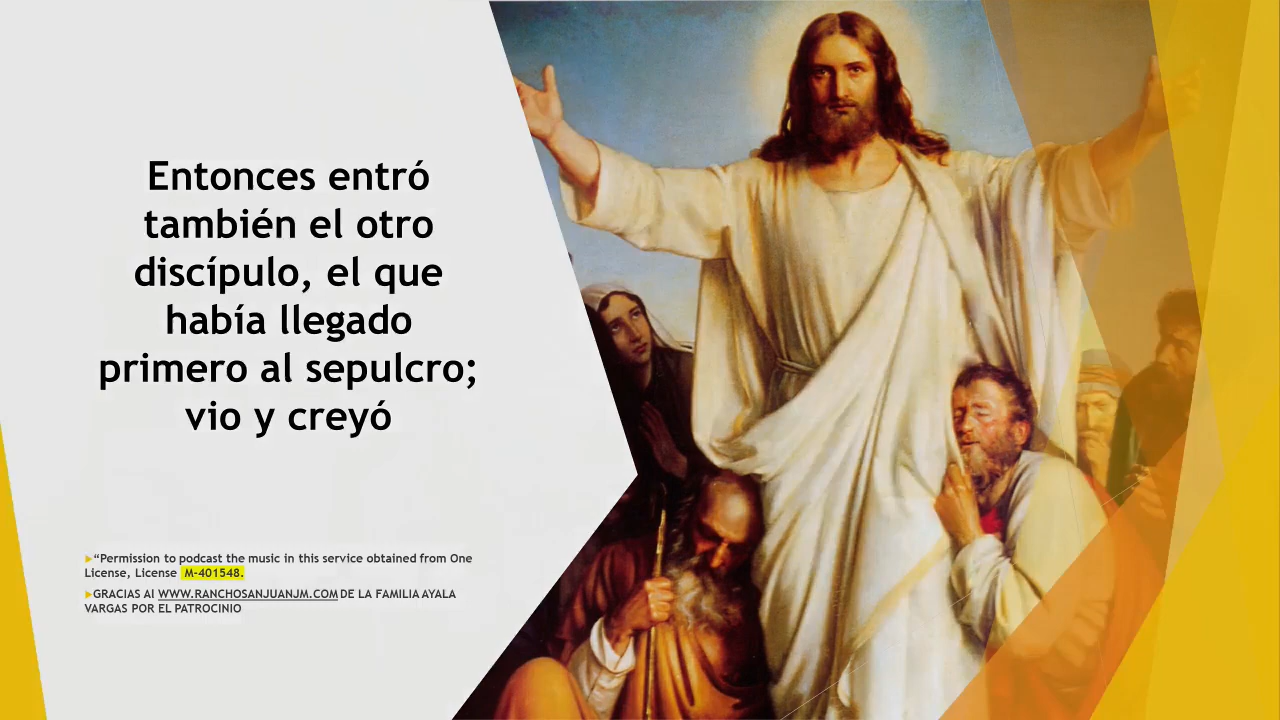 Entonces entró
también el otro
discípulo, el que
había llegado
primero al sepulcro;
vio y creyó
“Permission to podcast the music in this service obtained from One
License, License M-401548.
GRACIAS Al WWW.RANCHOSANJUANJM.COM DE LA FAMILIA AYALA
VARGAS POR EL PATROCINIO